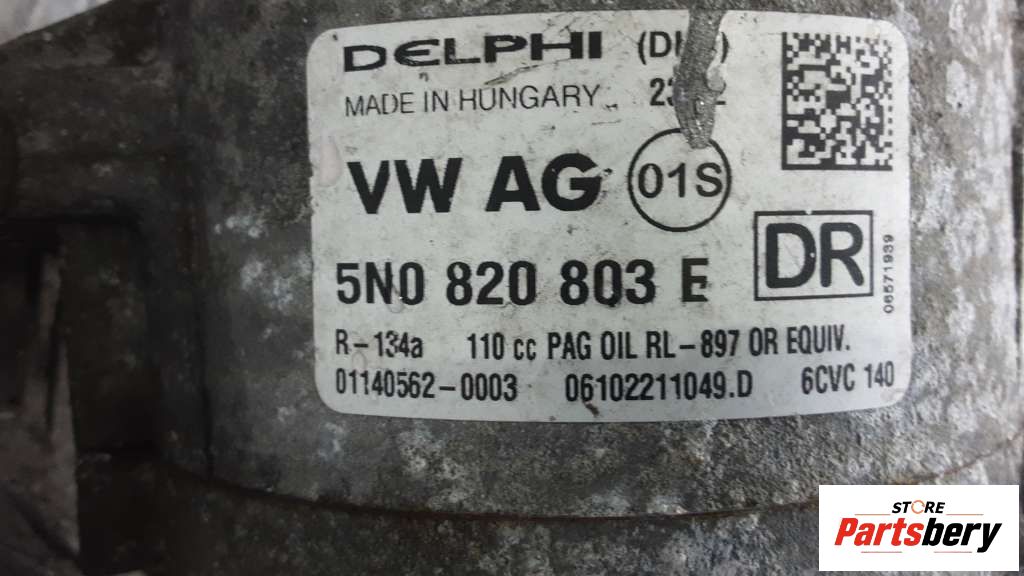 DELPHI
MADE IN HUNGARY
VW AG 01S
5N0 820 803 E DR
06571939
R-134a 110 cc PAG OIL RL-897 OR EQUIV.
01140562-0003 06102211049.D 6CVC 140
STORE
Partsbery